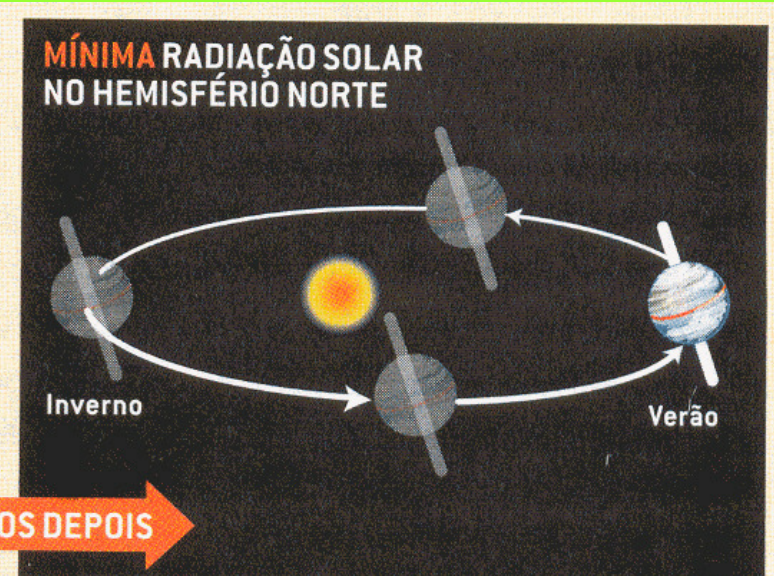 MÍNIMA RADIAÇÃO SOLAR
NO HEMISFÉRIO NORTE
Inverno
Verão
OS DEPOIS